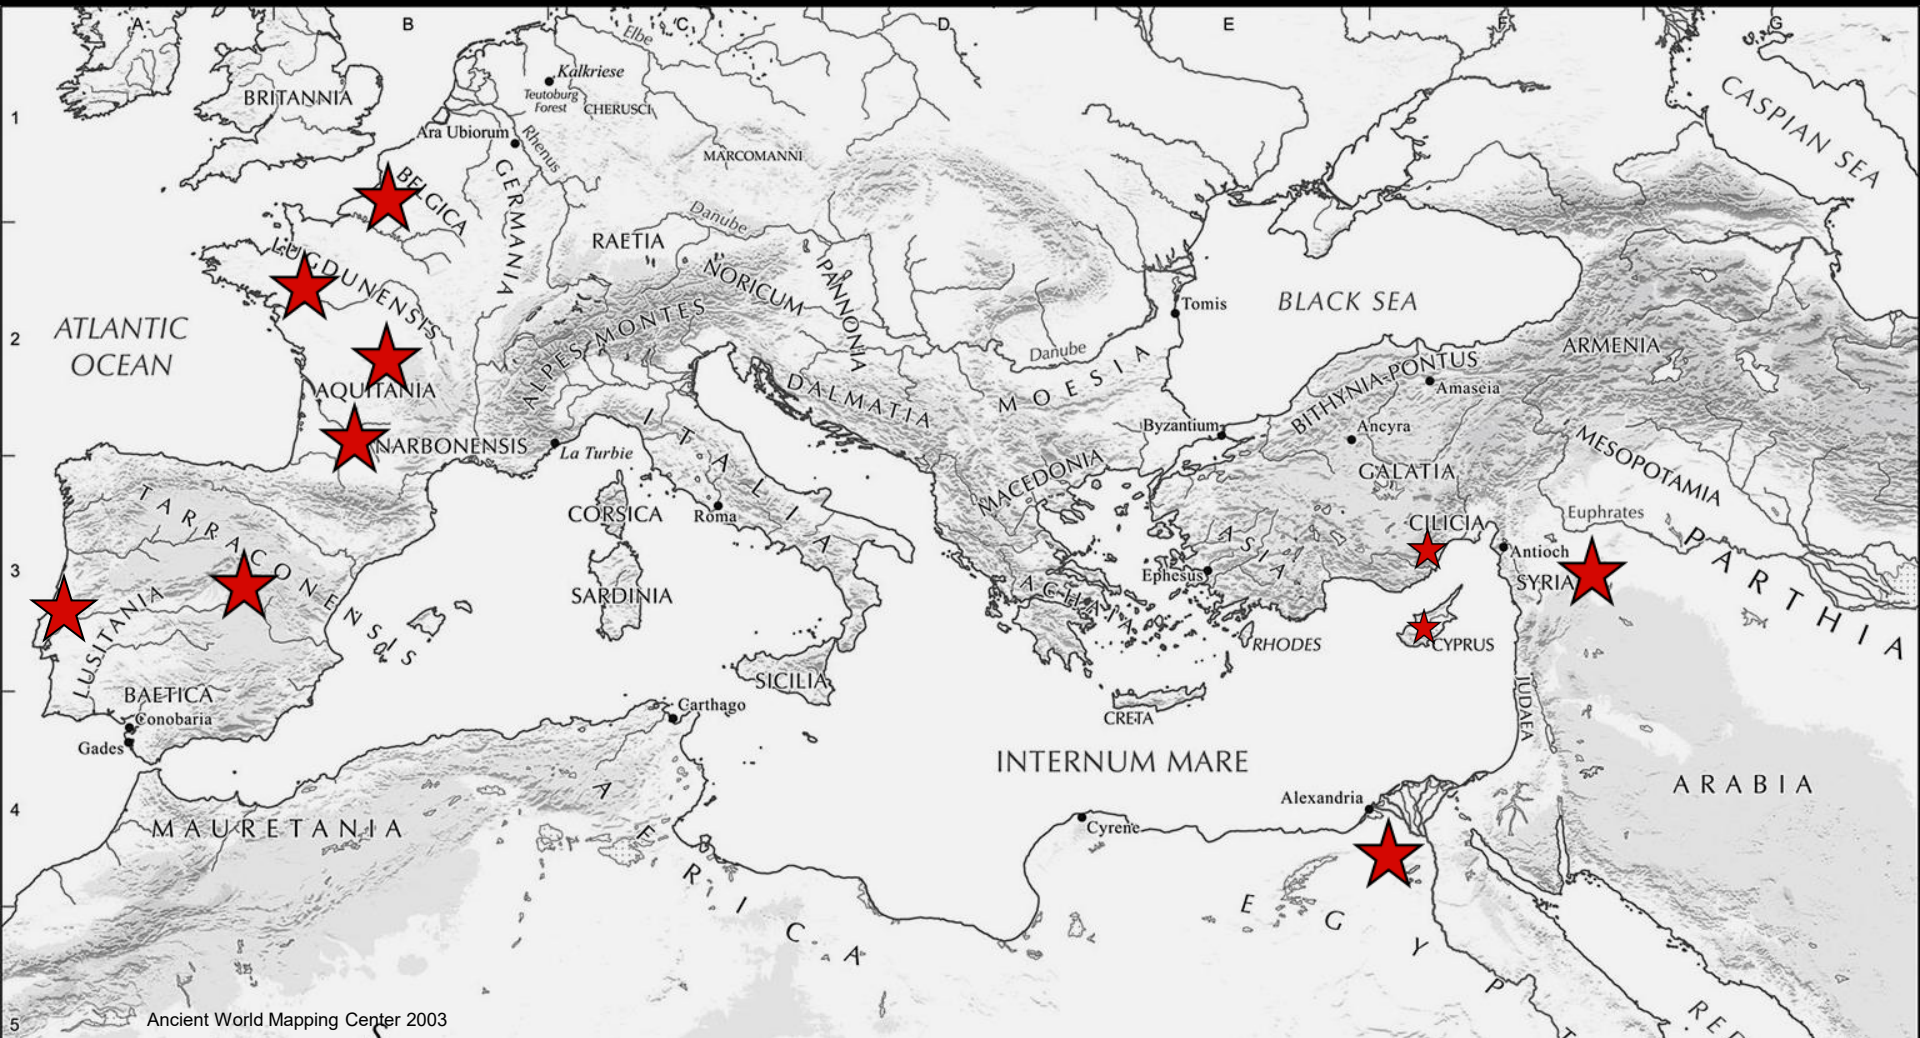 A
B
C
D
E
F
G
1
2
3
4
5
BRITANNIA
Elbe
Kalkriese
Teutoburg
Forest
CHERUSCI
Ara Ubiorum
Rhenus
MARCOMANNI
BELGICA
GERMANIA
LUGDUNENSIS
RAETIA
Danube
NORICUM
PANNONIA
ALPES MONTES
ATLANTIC
OCEAN
AQUITANIA
NARBONENSIS
La Turbie
ITALIA
DALMATIA
Danube
MOESIA
Tomis
BLACK SEA
CASPIAN SEA
ARMENIA
BITHYNIA-PONTUS
Amaseia
Byzantium
Ancyra
GALATIA
MESOPOTAMIA
Euphrates
PARTHIA
MACEDONIA
CORSICA
Roma
TARRACONENSIS
LUSITANIA
SARDINIA
ASIA
Ephesus
ACHAIA
CILICIA
Antioch
SYRIA
RHODES
CYPRUS
BAETICA
Conobaria
Gades
SICILIA
Carthago
CRETA
JUDAEA
INTERNUM MARE
ARABIA
Alexandria
Cyrene
MAURETANIA
AFRICA
EGYPT
RED
Ancient World Mapping Center 2003